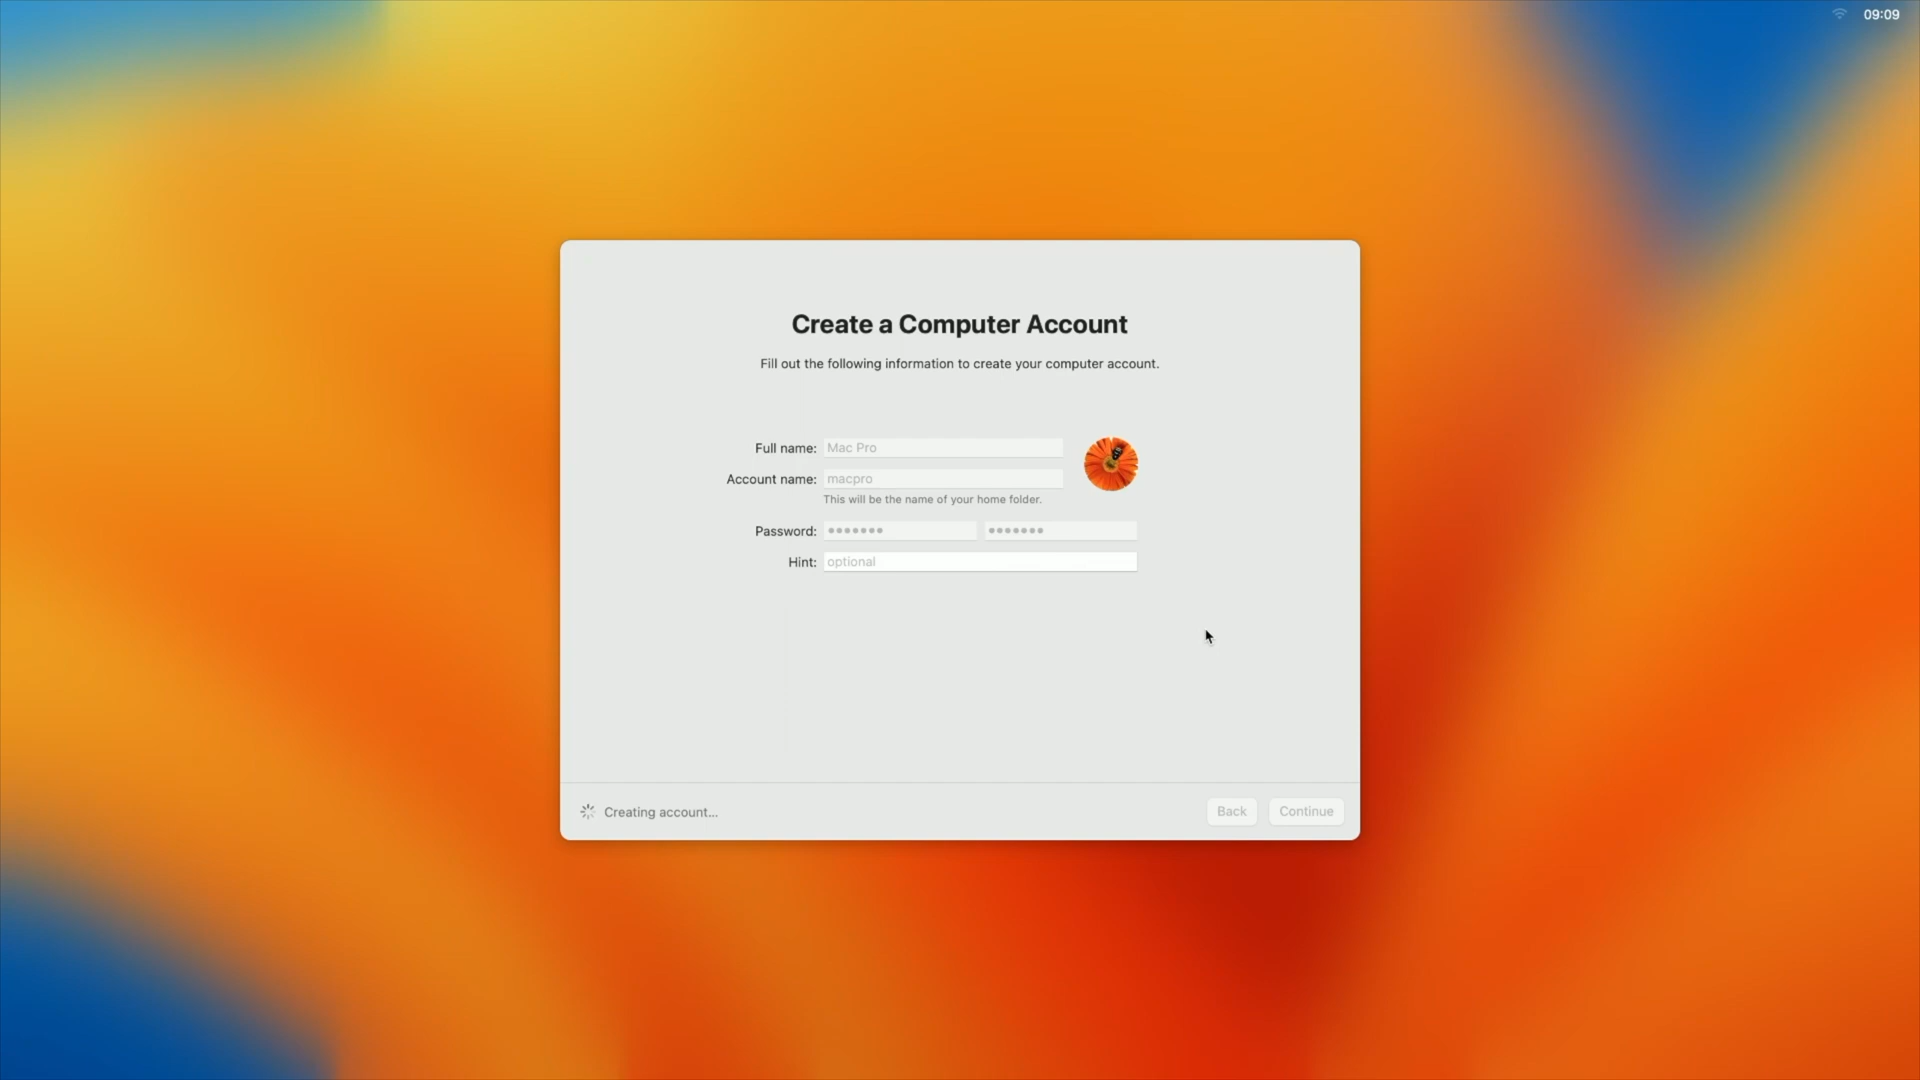 09:09
Create a Computer Account
Fill out the following information to create your computer account.
Full name: Mac Pro
Account name: macpro
This will be the name of your home folder.
Password: ••••••• •••••••
Hint: optional
Creating account...
Back Continue